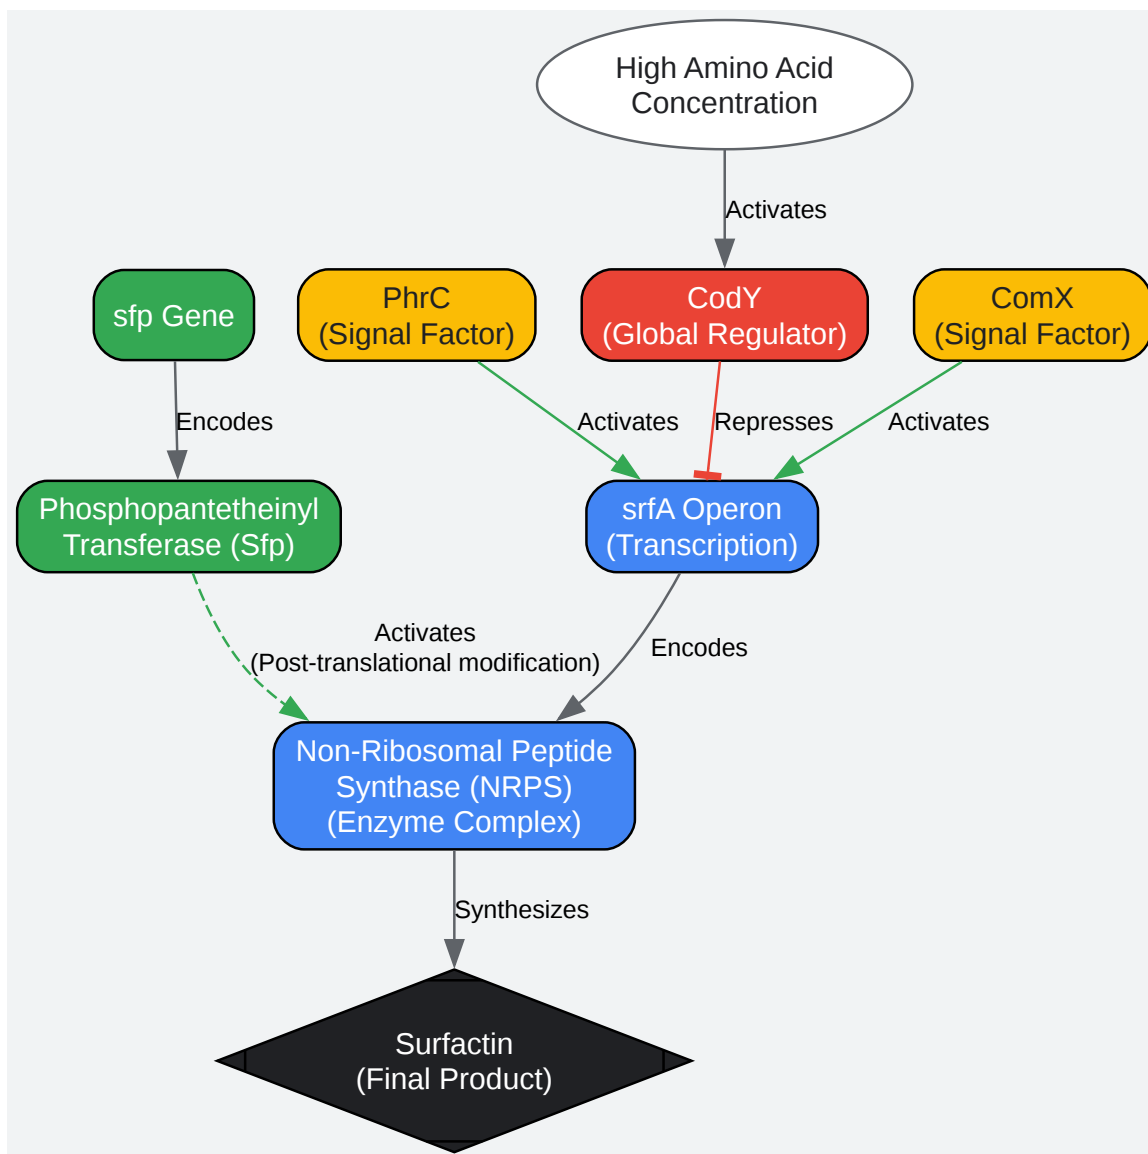 High Amino Acid
Concentration
Activates
sfp Gene
PhrC
(Signal Factor)
CodY
(Global Regulator)
ComX
(Signal Factor)
Encodes
Activates
Represses
Activates
Phosphopantetheinyl
Transferase (Sfp)
srfA Operon
(Transcription)
Activates
(Post-translational modification)
Encodes
Non-Ribosomal Peptide
Synthase (NRPS)
(Enzyme Complex)
Synthesizes
Surfactin
(Final Product)